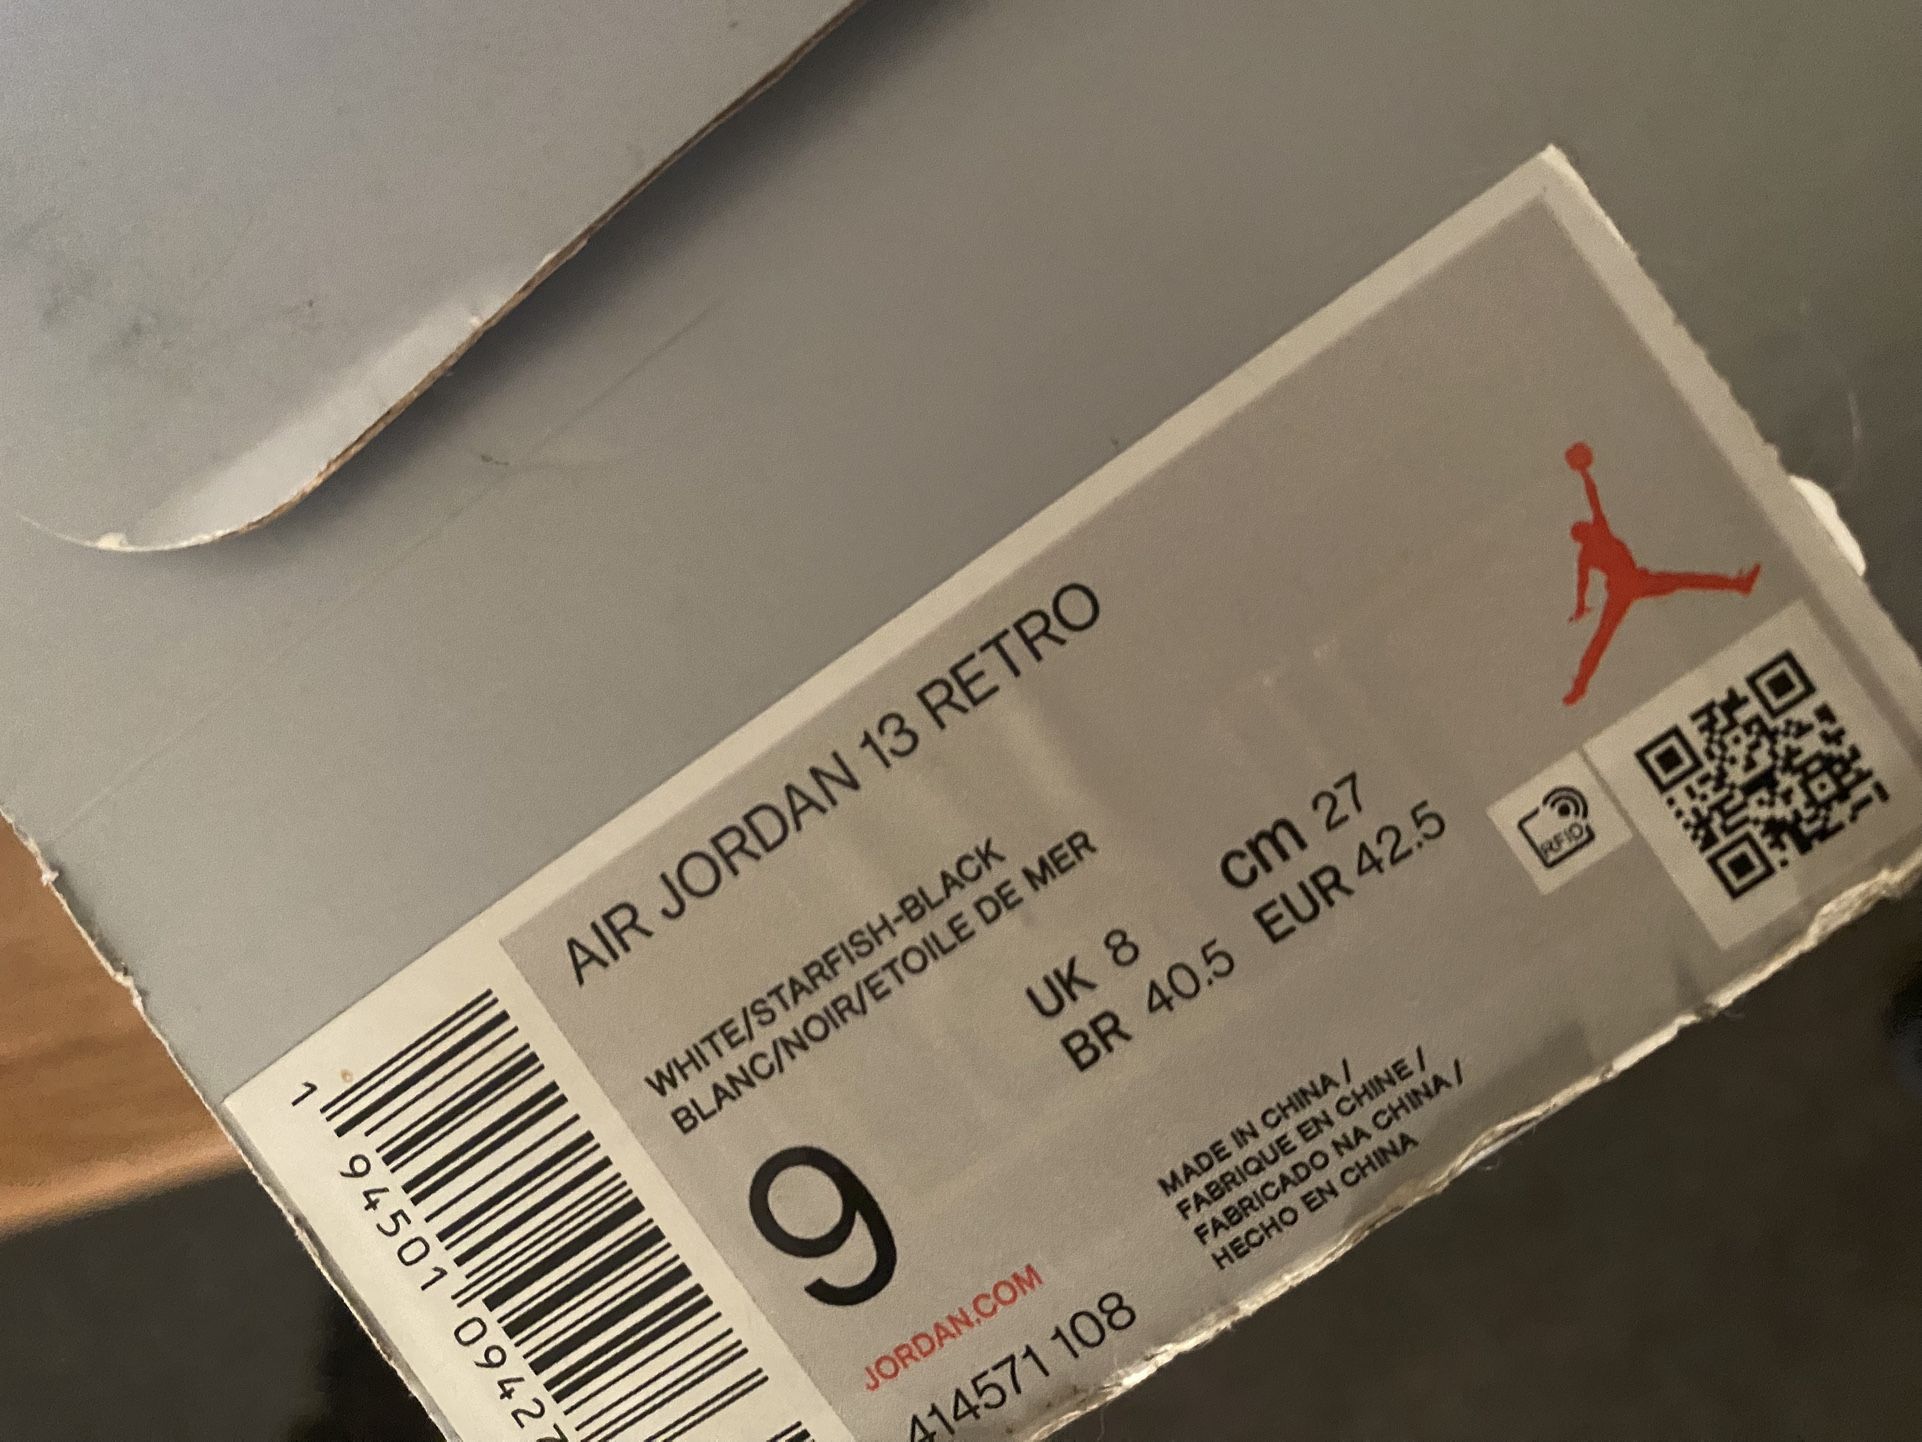 AIR JORDAN 13 RETRO
WHITE/STARFISH-BLACK
BLANC/NOIR/ETOILE DE MER
UK 8 cm 27
BR 40.5 EUR 42.5
RFID
9
MADE IN CHINA /
FABRIQUE EN CHINE /
FABRICADO NA CHINA /
HECHO EN CHINA
JORDAN.COM
414571 108
1 94501 09427